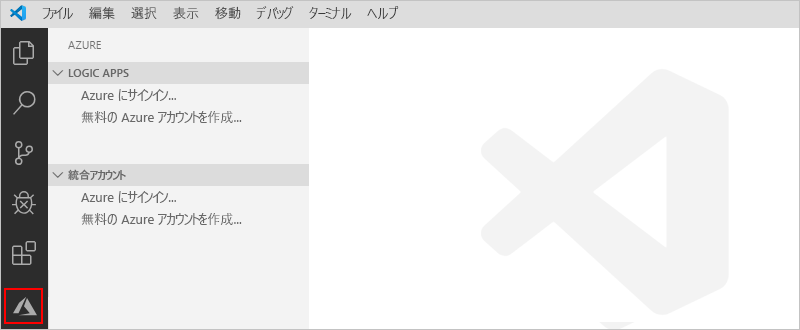 ファイル 編集 選択 表示 移動 デバッグ ターミナル ヘルプ
AZURE
LOGIC APPS
Azure にサインイン...
無料の Azure アカウントを作成...
統合アカウント
Azure にサインイン...
無料の Azure アカウントを作成...